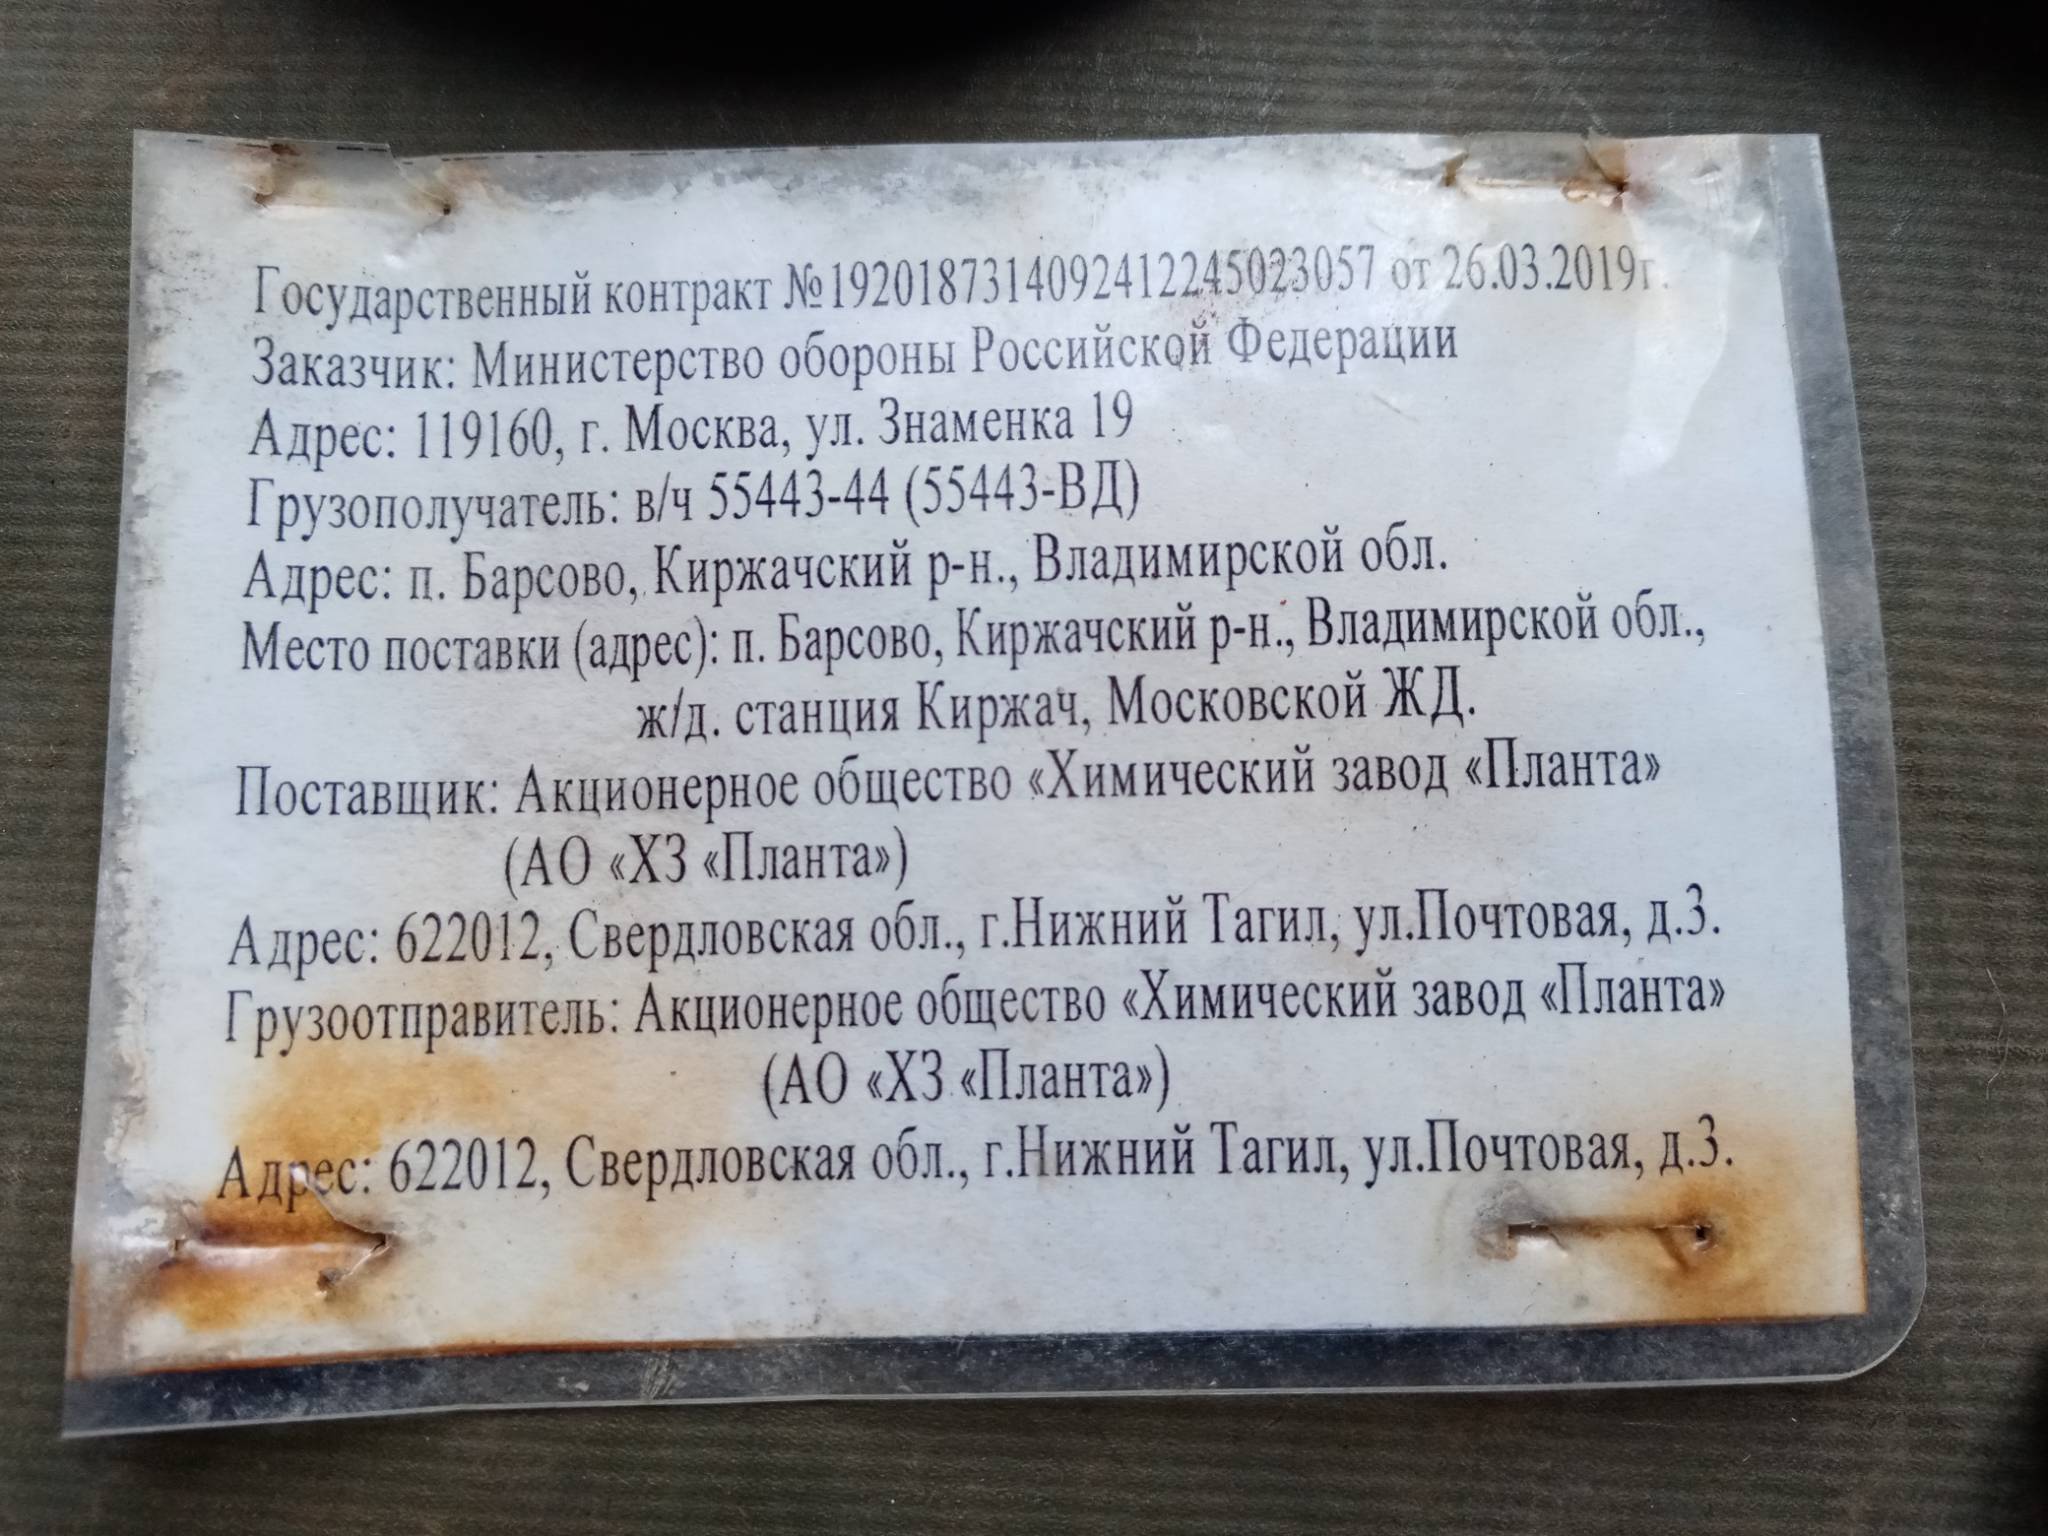 Государственный контракт №1920187314092412245023057 от 26.03.2019г.
Заказчик: Министерство обороны Российской Федерации
Адрес: 119160, г. Москва, ул. Знаменка 19
Грузополучатель: в/ч 55443-44 (55443-ВД)
Адрес: п. Барсово, Киржачский р-н., Владимирской обл.
Место поставки (адрес): п. Барсово, Киржачский р-н., Владимирской обл.,
ж/д. станция Киржач, Московской ЖД.
Поставщик: Акционерное общество «Химический завод «Планта»
(АО «ХЗ «Планта»)
Адрес: 622012, Свердловская обл., г.Нижний Тагил, ул.Почтовая, д.3.
Грузоотправитель: Акционерное общество «Химический завод «Планта»
(АО «ХЗ «Планта»)
Адрес: 622012, Свердловская обл., г.Нижний Тагил, ул.Почтовая, д.3.